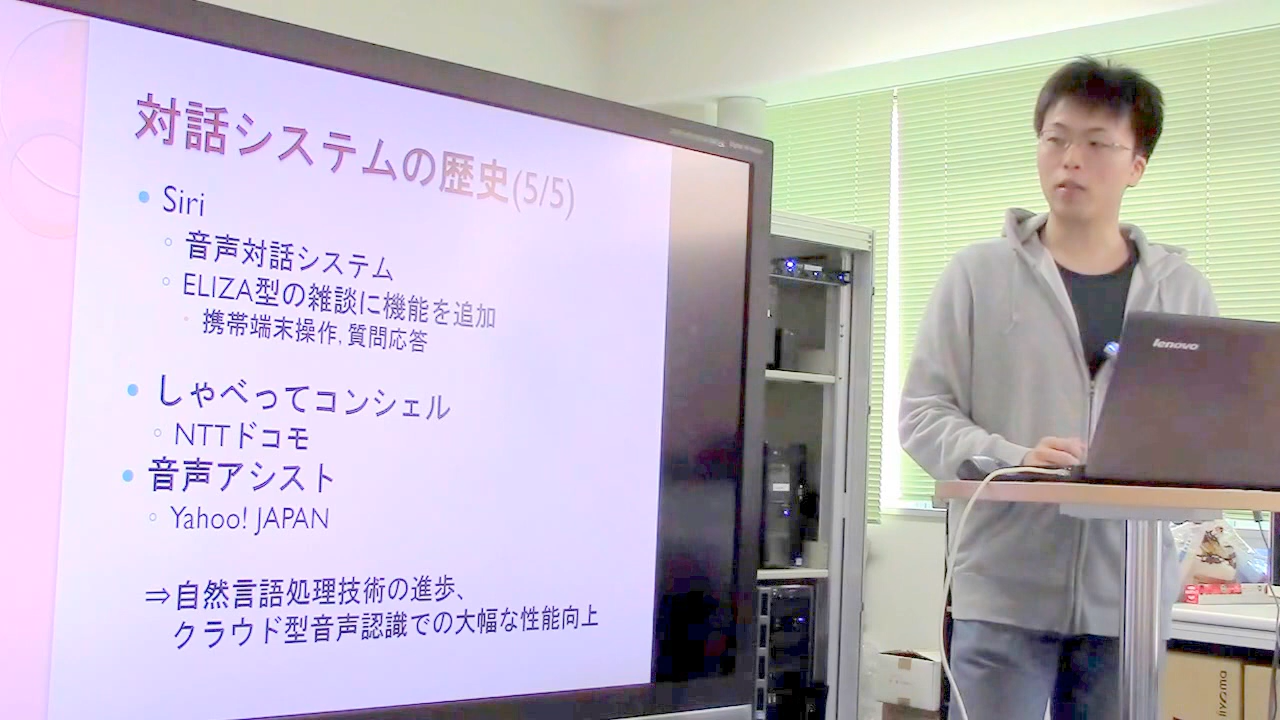 対話システムの歴史(5/5)
• Siri
◦ 音声対話システム
◦ ELIZA型の雑談に機能を追加
• 携帯端末操作, 質問応答
• しゃべってコンシェル
◦ NTTドコモ
• 音声アシスト
◦ Yahoo! JAPAN
⇒自然言語処理技術の進歩、
クラウド型音声認識での大幅な性能向上
lenovo
iiyama